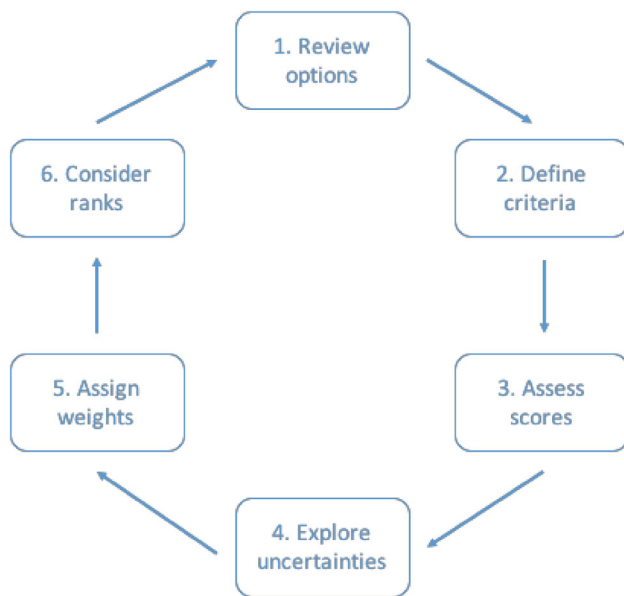 1. Review
options
2. Define
criteria
3. Assess
scores
4. Explore
uncertainties
5. Assign
weights
6. Consider
ranks